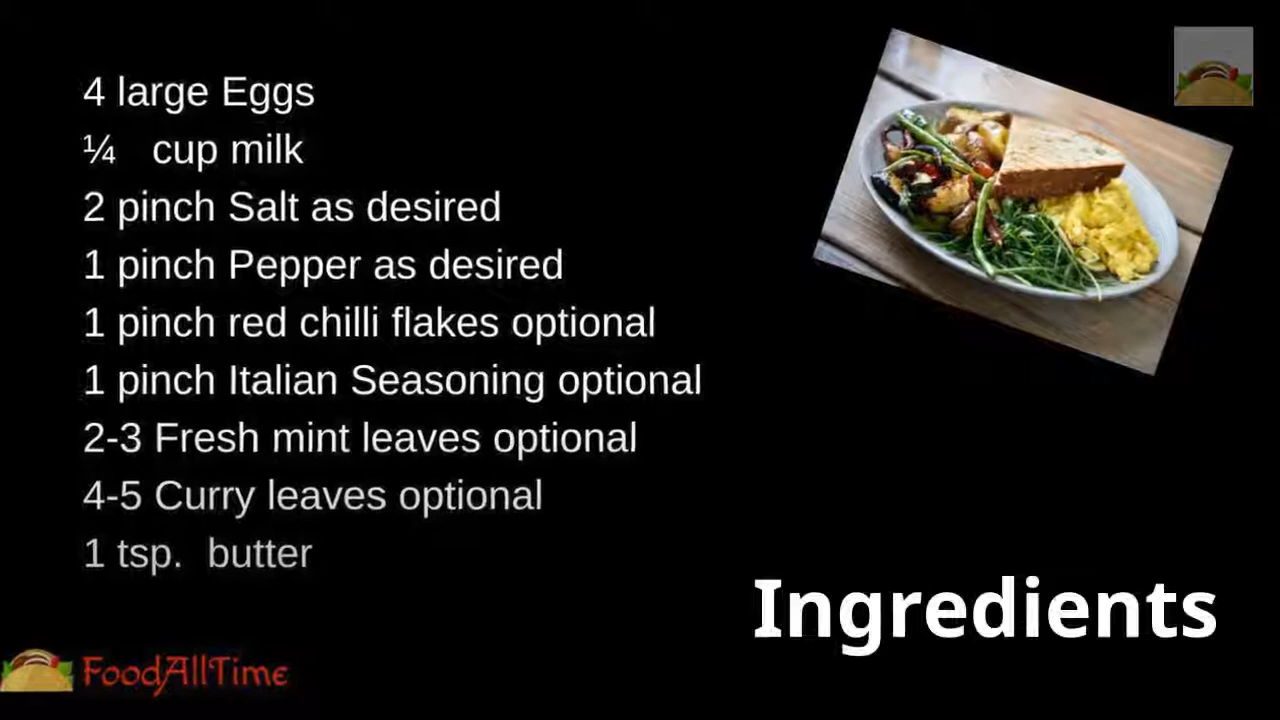 4 large Eggs
¼ cup milk
2 pinch Salt as desired
1 pinch Pepper as desired
1 pinch red chilli flakes optional
1 pinch Italian Seasoning optional
2-3 Fresh mint leaves optional
4-5 Curry leaves optional
1 tsp. butter
Ingredients
FoodAllTime